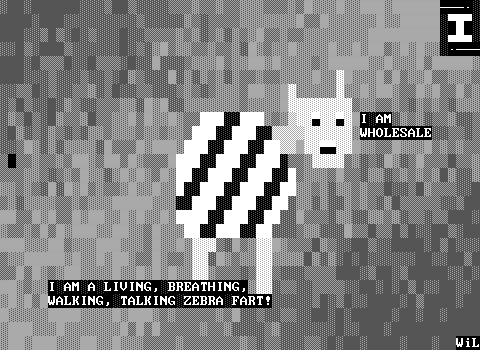 I
I AM
WHOLESALE
I AM A LIVING, BREATHING,
WALKING, TALKING ZEBRA FART!
WiL